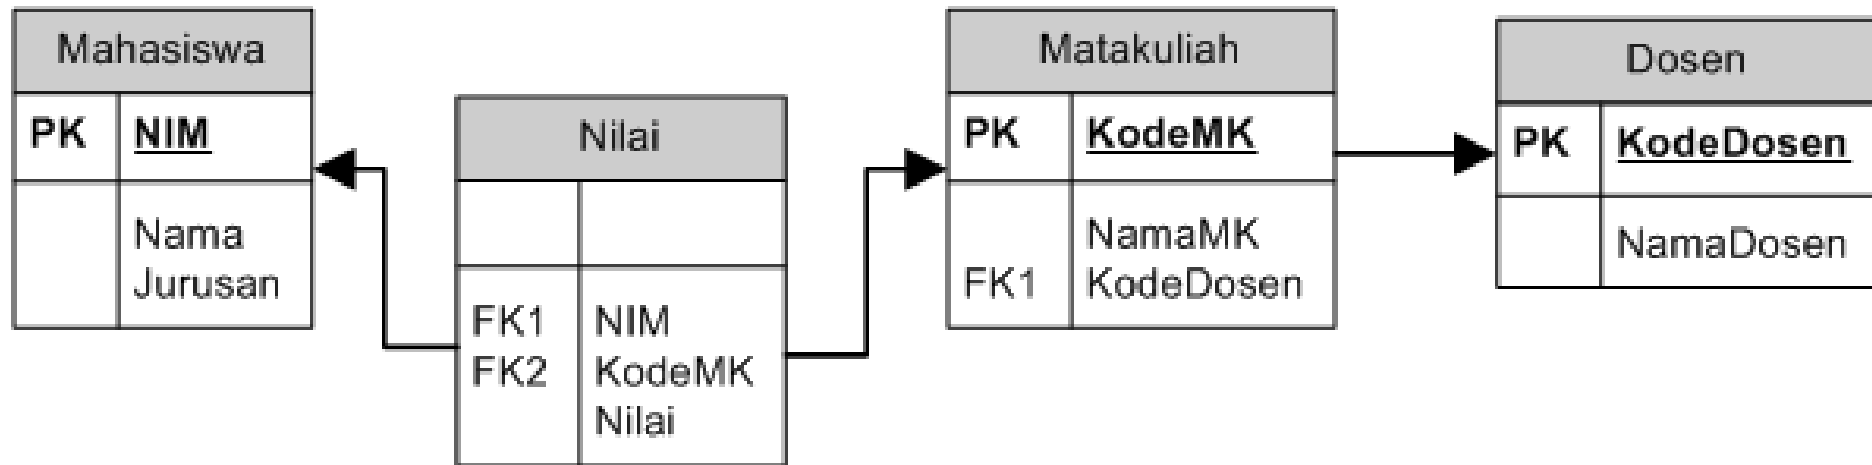 Mahasiswa
PK NIM
Nama
Jurusan
Nilai
FK1 NIM
FK2 KodeMK
Nilai
Matakuliah
PK KodeMK
NamaMK
FK1 KodeDosen
Dosen
PK KodeDosen
NamaDosen